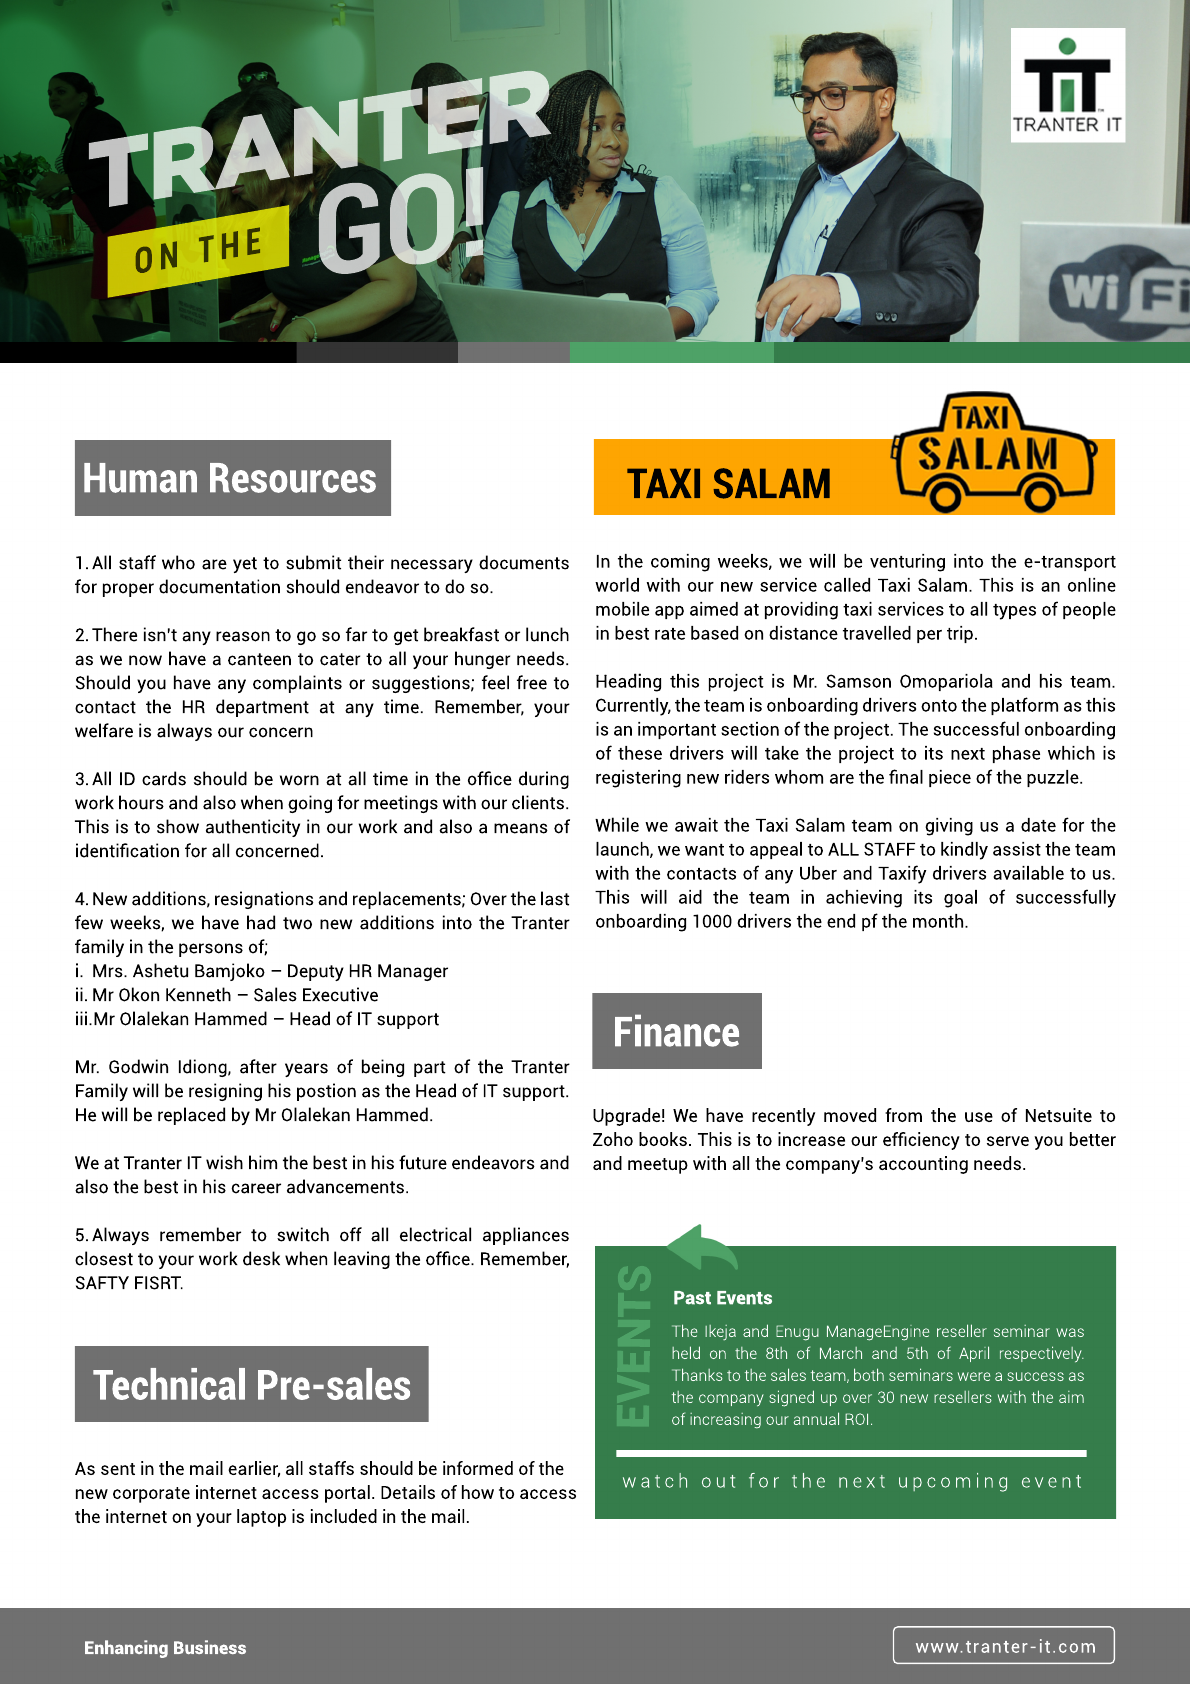 TRANTER
ON THE
GO!
TIT
TRANTER IT
Wi Fi
Human Resources
1. All staff who are yet to submit their necessary documents
for proper documentation should endeavor to do so.
2. There isn't any reason to go so far to get breakfast or lunch
as we now have a canteen to cater to all your hunger needs.
Should you have any complaints or suggestions; feel free to
contact the HR department at any time. Remember, your
welfare is always our concern
3. All ID cards should be worn at all time in the office during
work hours and also when going for meetings with our clients.
This is to show authenticity in our work and also a means of
identification for all concerned.
4. New additions, resignations and replacements; Over the last
few weeks, we have had two new additions into the Tranter
family in the persons of;
i. Mrs. Ashetu Bamjoko – Deputy HR Manager
ii. Mr Okon Kenneth – Sales Executive
iii.Mr Olalekan Hammed – Head of IT support
Mr. Godwin Idiong, after years of being part of the Tranter
Family will be resigning his postion as the Head of IT support.
He will be replaced by Mr Olalekan Hammed.
We at Tranter IT wish him the best in his future endeavors and
also the best in his career advancements.
5. Always remember to switch off all electrical appliances
closest to your work desk when leaving the office. Remember,
SAFTY FISRT.
Technical Pre-sales
As sent in the mail earlier, all staffs should be informed of the
new corporate internet access portal. Details of how to access
the internet on your laptop is included in the mail.
TAXI SALAM
TAXI
SALAM
In the coming weeks, we will be venturing into the e-transport
world with our new service called Taxi Salam. This is an online
mobile app aimed at providing taxi services to all types of people
in best rate based on distance travelled per trip.
Heading this project is Mr. Samson Omopariola and his team.
Currently, the team is onboarding drivers onto the platform as this
is an important section of the project. The successful onboarding
of these drivers will take the project to its next phase which is
registering new riders whom are the final piece of the puzzle.
While we await the Taxi Salam team on giving us a date for the
launch, we want to appeal to ALL STAFF to kindly assist the team
with the contacts of any Uber and Taxify drivers available to us.
This will aid the team in achieving its goal of successfully
onboarding 1000 drivers the end pf the month.
Finance
Upgrade! We have recently moved from the use of Netsuite to
Zoho books. This is to increase our efficiency to serve you better
and meetup with all the company's accounting needs.
EVENTS
Past Events
The Ikeja and Enugu ManageEngine reseller seminar was
held on the 8th of March and 5th of April respectively.
Thanks to the sales team, both seminars were a success as
the company signed up over 30 new resellers with the aim
of increasing our annual ROI.
watch out for the next upcoming event
Enhancing Business
www.tranter-it.com